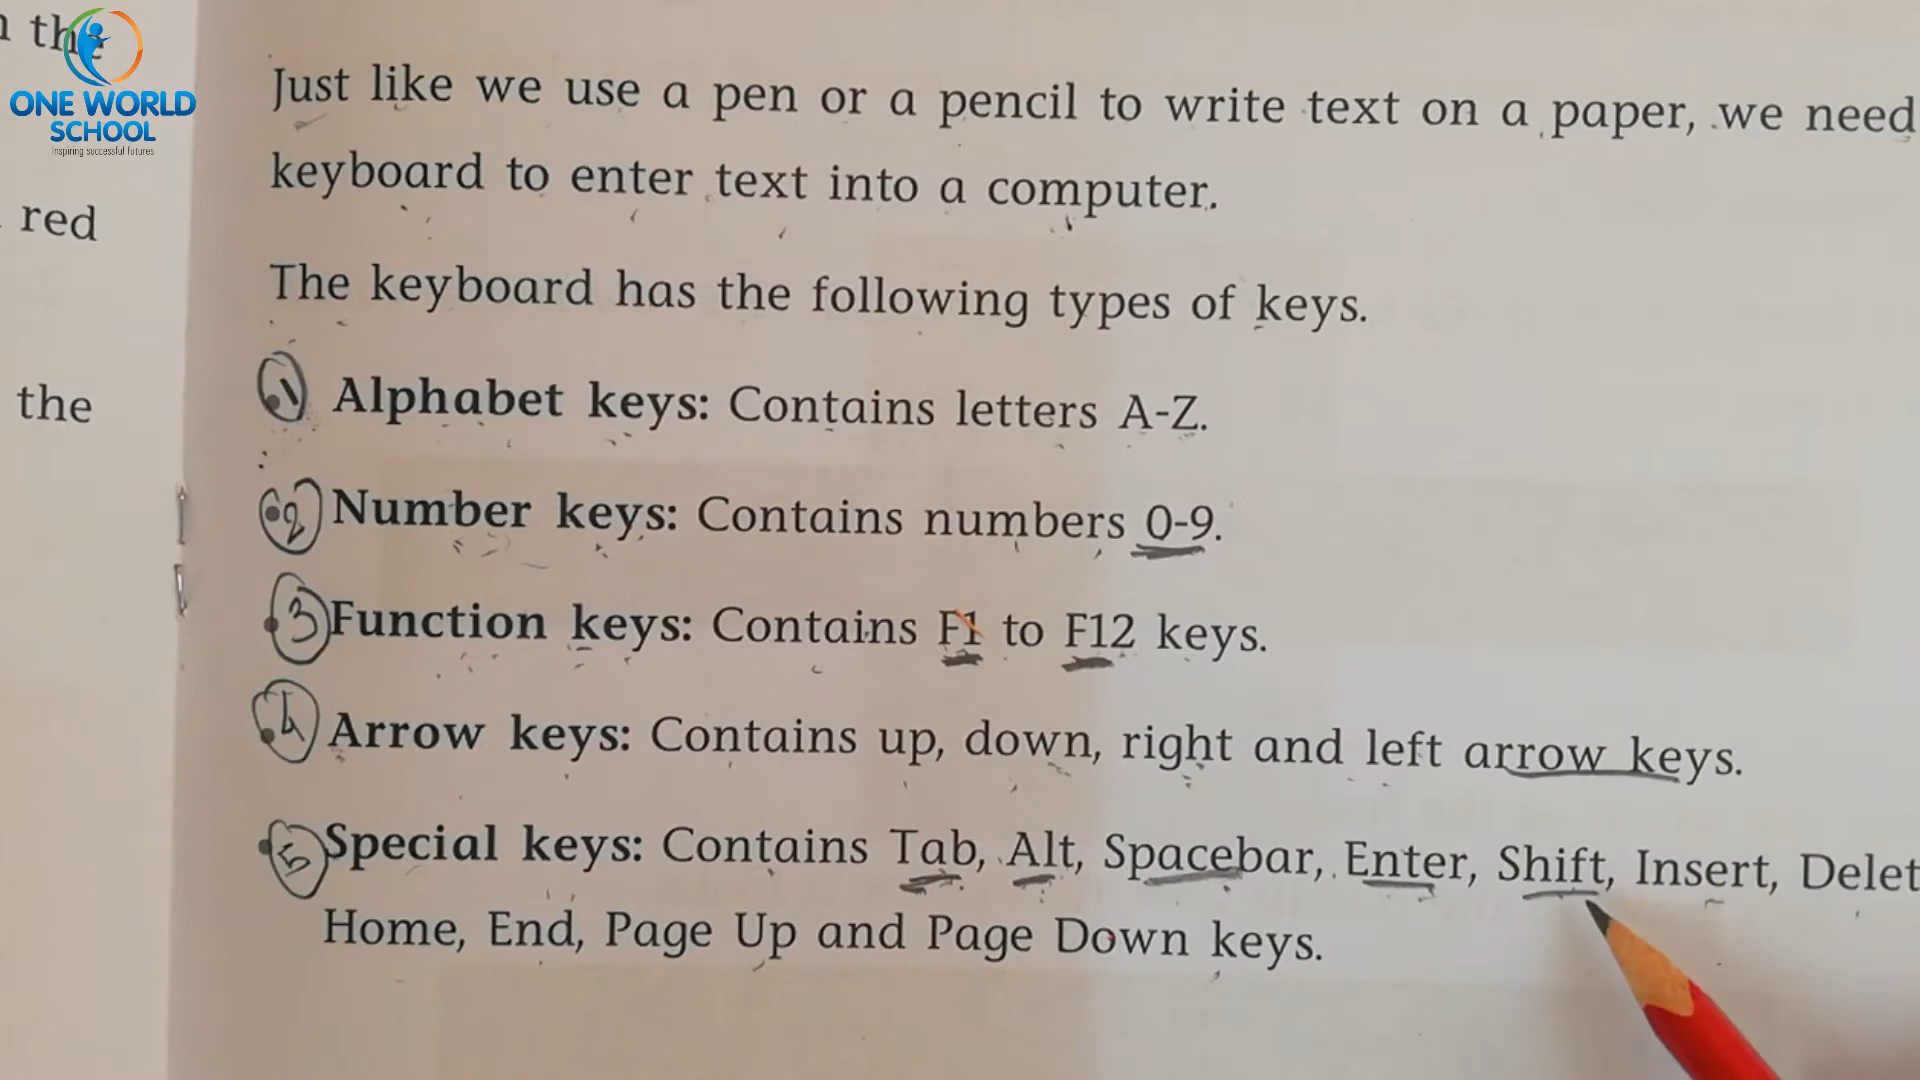 n the
ONE WORLD
SCHOOL
Inspiring successful futures
red
the
Just like we use a pen or a pencil to write text on a paper, we need
keyboard to enter text into a computer.
The keyboard has the following types of keys.
1 Alphabet keys: Contains letters A-Z.
2 Number keys: Contains numbers 0-9.
3 Function keys: Contains F1 to F12 keys.
4 Arrow keys: Contains up, down, right and left arrow keys.
5 Special keys: Contains Tab, Alt, Spacebar, Enter, Shift, Insert, Delet
Home, End, Page Up and Page Down keys.